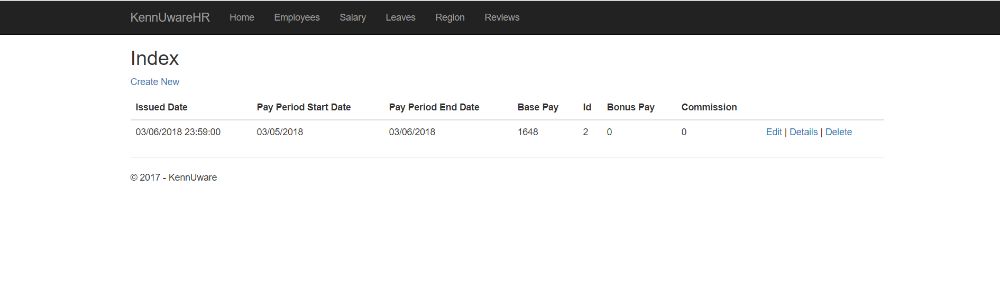 KennUwareHR Home Employees Salary Leaves Region Reviews
Index
Create New
Issued Date Pay Period Start Date Pay Period End Date Base Pay Id Bonus Pay Commission
03/06/2018 23:59:00 03/05/2018 03/06/2018 1648 2 0 0 Edit | Details | Delete
© 2017 - KennUware